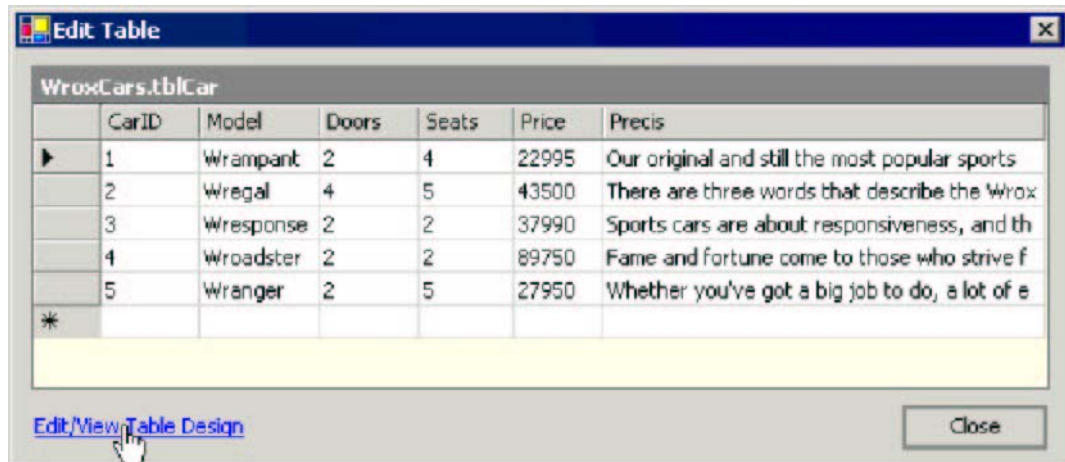 Edit Table
WroxCars.tblCar
CarID Model Doors Seats Price Precis
1 Wrampant 2 4 22995 Our original and still the most popular sports
2 Wregal 4 5 43500 There are three words that describe the Wrox
3 Wresponse 2 2 37990 Sports cars are about responsiveness, and th
4 Wroadster 2 2 89750 Fame and fortune come to those who strive f
5 Wranger 2 5 27950 Whether you've got a big job to do, a lot of e
Edit/View Table Design Close